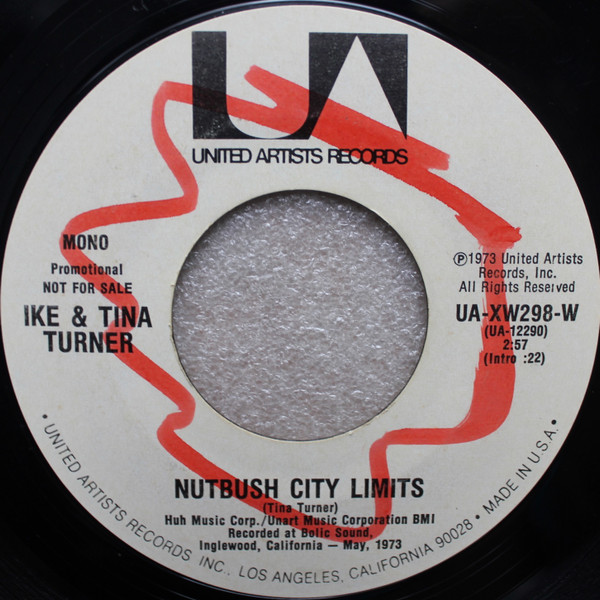 UA
UNITED ARTISTS RECORDS
MONO
Promotional
NOT FOR SALE
IKE & TINA
TURNER
℗1973 United Artists
Records, Inc.
All Rights Reserved
UA-XW298-W
(UA-12290)
2:57
(Intro :22)
NUTBUSH CITY LIMITS
(Tina Turner)
Huh Music Corp./Unart Music Corporation BMI
Recorded at Bolic Sound,
Inglewood, California — May, 1973
• UNITED ARTISTS RECORDS INC., LOS ANGELES, CALIFORNIA 90028 • MADE IN U.S.A. •